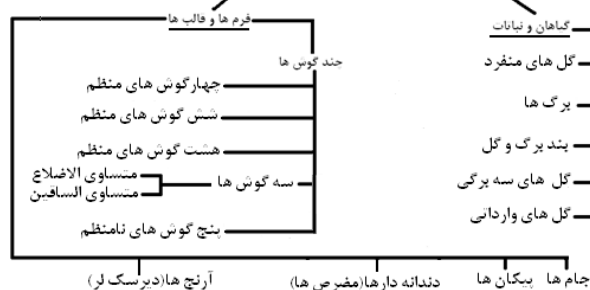 گیاهان و نباتات
گل های منفرد
برگ ها
بند برگ و گل
گل های سه برگی
گل های وارداتی
فرم ها و قالب ها
چند گوش ها
چهارگوش های منظم
شش گوش های منظم
هشت گوش های منظم
سه گوش ها
متساوی الاضلاع
متساوی الساقین
پنج گوش های نامنظم
جام ها
پیکان ها
دندانه دارها(مضرص ها)
آرنج ها(دیرسک لر)